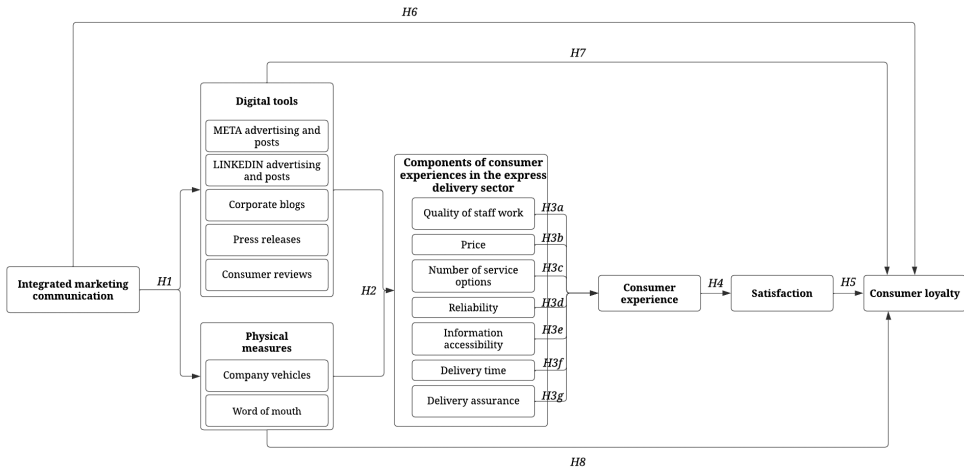 H6
H7
Digital tools
META advertising and
posts
LINKEDIN advertising
and posts
Corporate blogs
Press releases
Consumer reviews
Integrated marketing
communication
H1
H2
Physical
measures
Company vehicles
Word of mouth
Components of consumer
experiences in the express
delivery sector
Quality of staff work
H3a
Price
H3b
Number of service
options
H3c
Reliability
H3d
Information
accessibility
H3e
Delivery time
H3f
Delivery assurance
H3g
Consumer
experience
H4
Satisfaction
H5
Consumer loyalty
H8